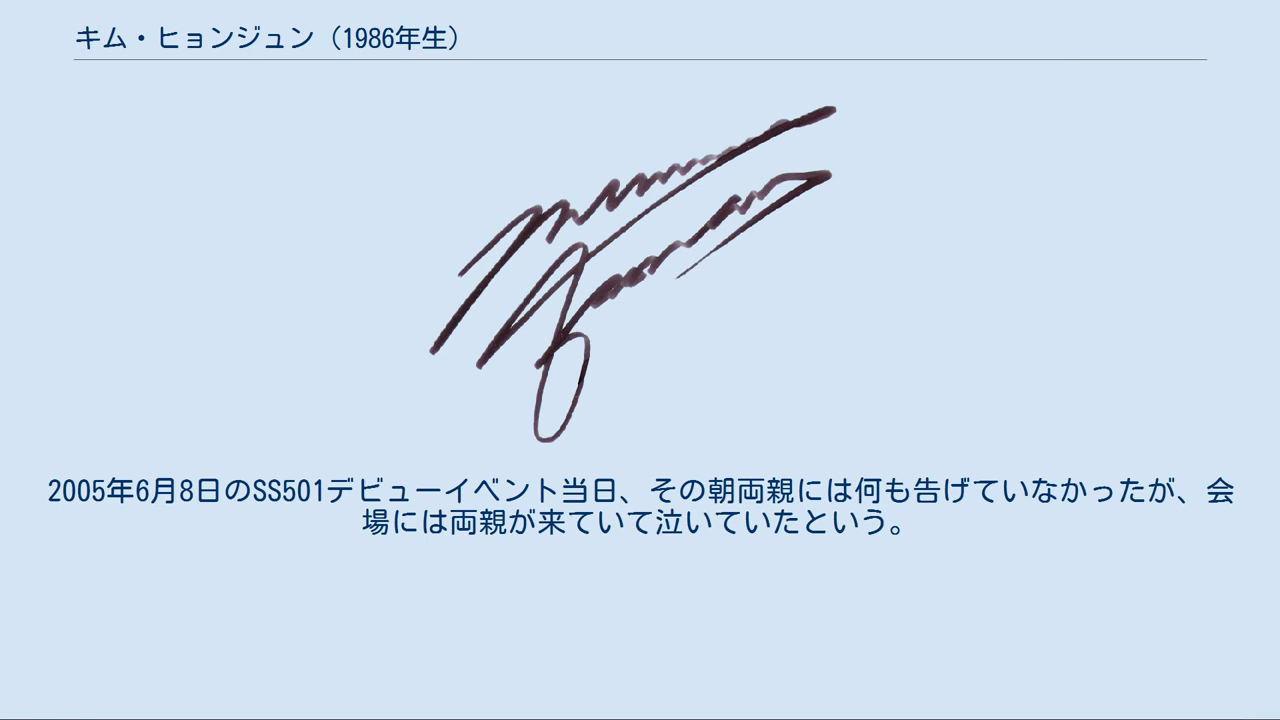 キム・ヒョンジュン（1986年生）
2005年6月8日のSS501デビューイベント当日、その朝両親には何も告げていなかったが、会
場には両親が来ていて泣いていたという。